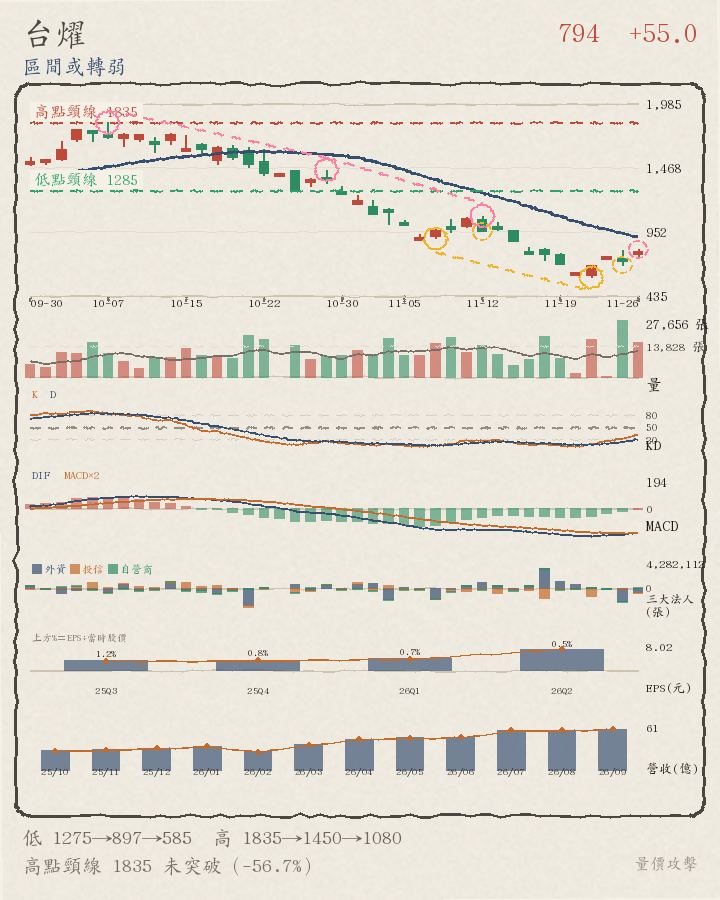 台燿
794 +55.0
區間或轉弱
高點頸線 1835
低點頸線 1285
1,985
1,468
952
435
09-30 10-07 10-15 10-22 10-30 11-05 11-12 11-19 11-26
27,656 張
13,828 張
量
K D
80
50
20
KD
DIF MACD×2
194
0
MACD
外資 投信 自營商
4,282,112
0
三大法人
(張)
上方%=EPS÷當時股價
1.2% 0.8% 0.7% 0.5%
8.02
25Q3 25Q4 26Q1 26Q2
EPS(元)
61
25/10 25/11 25/12 26/01 26/02 26/03 26/04 26/05 26/06 26/07 26/08 26/09
營收(億)
低 1275→897→585 高 1835→1450→1080
高點頸線 1835 未突破 (-56.7%)
量價攻擊